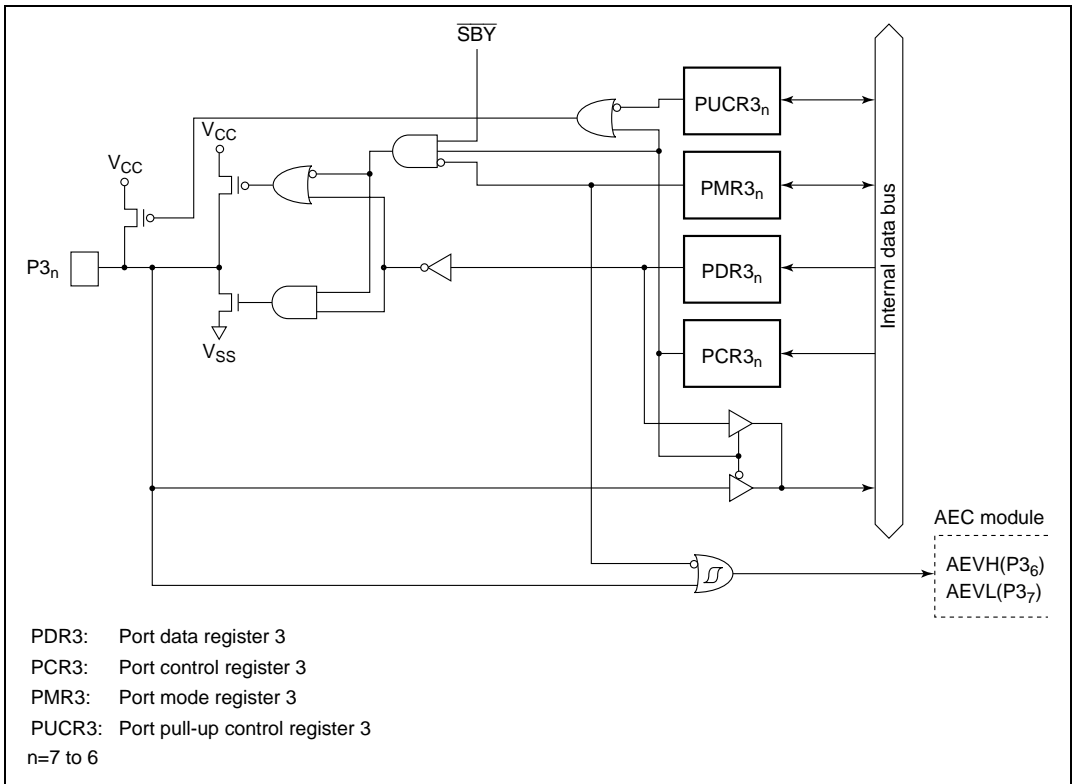 S̅B̅Y̅
PUCR3n
VCC
VCC
PMR3n
P3n
PDR3n
Internal data bus
VSS
PCR3n
AEC module
AEVH(P36)
AEVL(P37)
PDR3: Port data register 3
PCR3: Port control register 3
PMR3: Port mode register 3
PUCR3: Port pull-up control register 3
n=7 to 6